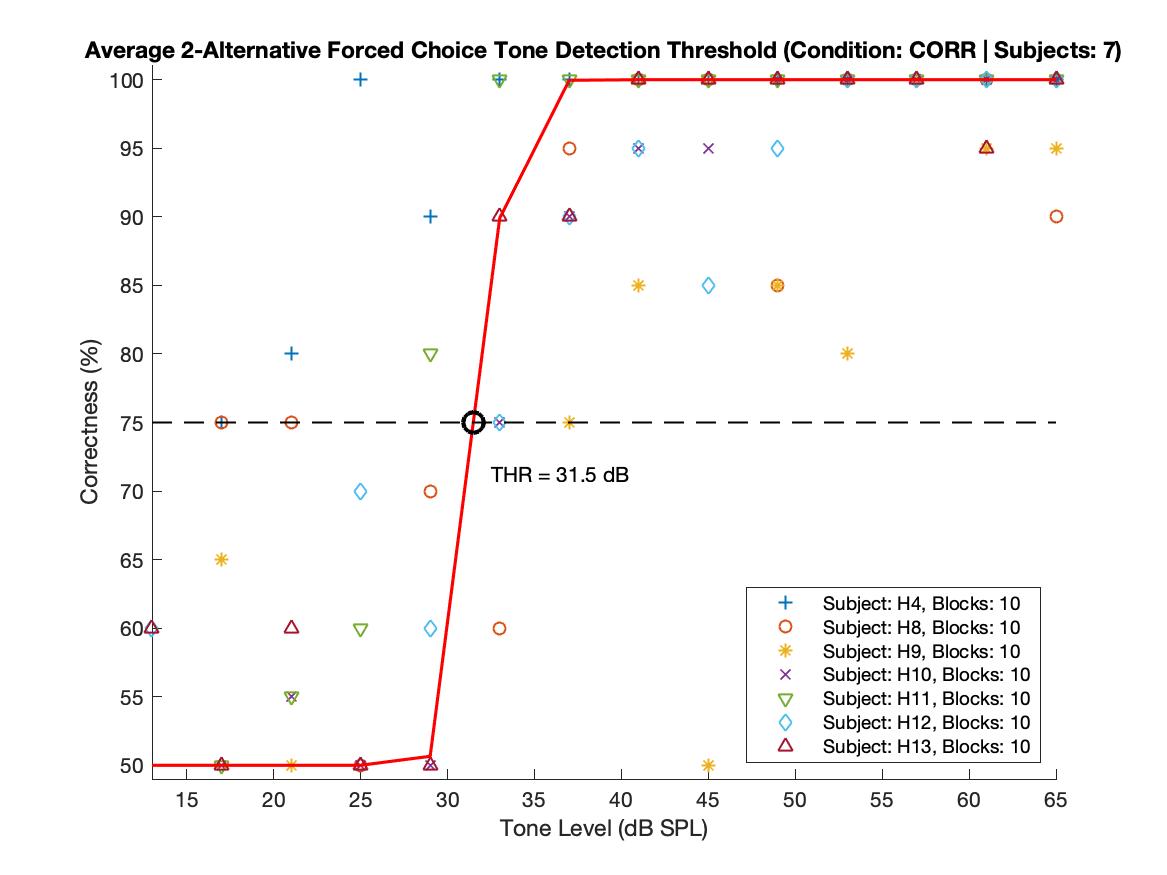 Average 2-Alternative Forced Choice Tone Detection Threshold (Condition: CORR | Subjects: 7)
100
95
90
85
80
75
70
65
60
55
50
Correctness (%)
THR = 31.5 dB
Subject: H4, Blocks: 10
Subject: H8, Blocks: 10
Subject: H9, Blocks: 10
Subject: H10, Blocks: 10
Subject: H11, Blocks: 10
Subject: H12, Blocks: 10
Subject: H13, Blocks: 10
15 20 25 30 35 40 45 50 55 60 65
Tone Level (dB SPL)